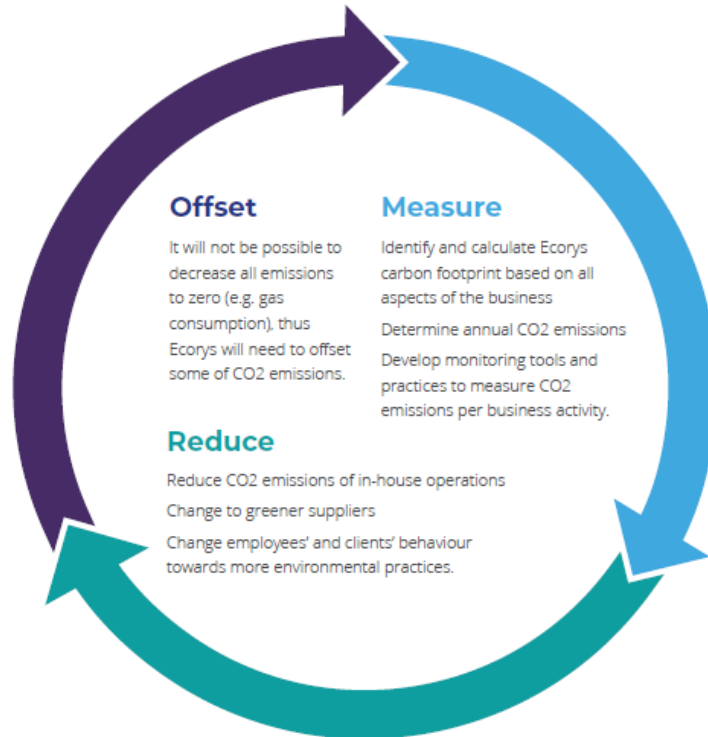 Offset
It will not be possible to
decrease all emissions
to zero (e.g. gas
consumption), thus
Ecorys will need to offset
some of CO2 emissions.
Measure
Identify and calculate Ecorys
carbon footprint based on all
aspects of the business
Determine annual CO2 emissions
Develop monitoring tools and
practices to measure CO2
emissions per business activity.
Reduce
Reduce CO2 emissions of in-house operations
Change to greener suppliers
Change employees’ and clients’ behaviour
towards more environmental practices.